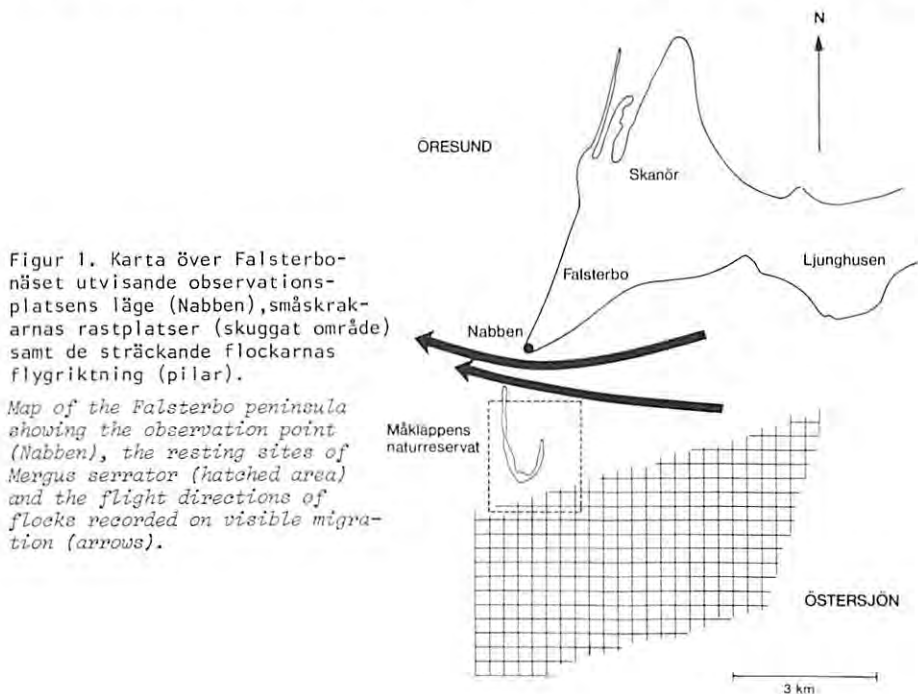 N
ÖRESUND
Skanör
Figur 1. Karta över Falsterbo-
näset utvisande observations-
platsens läge (Nabben),småskrak-
arnas rastplatser (skuggat område)
samt de sträckande flockarnas
flygriktning (pilar).
Map of the Falsterbo peninsula
showing the observation point
(Nabben), the resting sites of
Mergus serrator (hatched area)
and the flight directions of
flocks recorded on visible migra-
tion (arrows).
Falsterbo
Ljunghusen
Nabben
Måkläppens
naturreservat
ÖSTERSJÖN
3 km